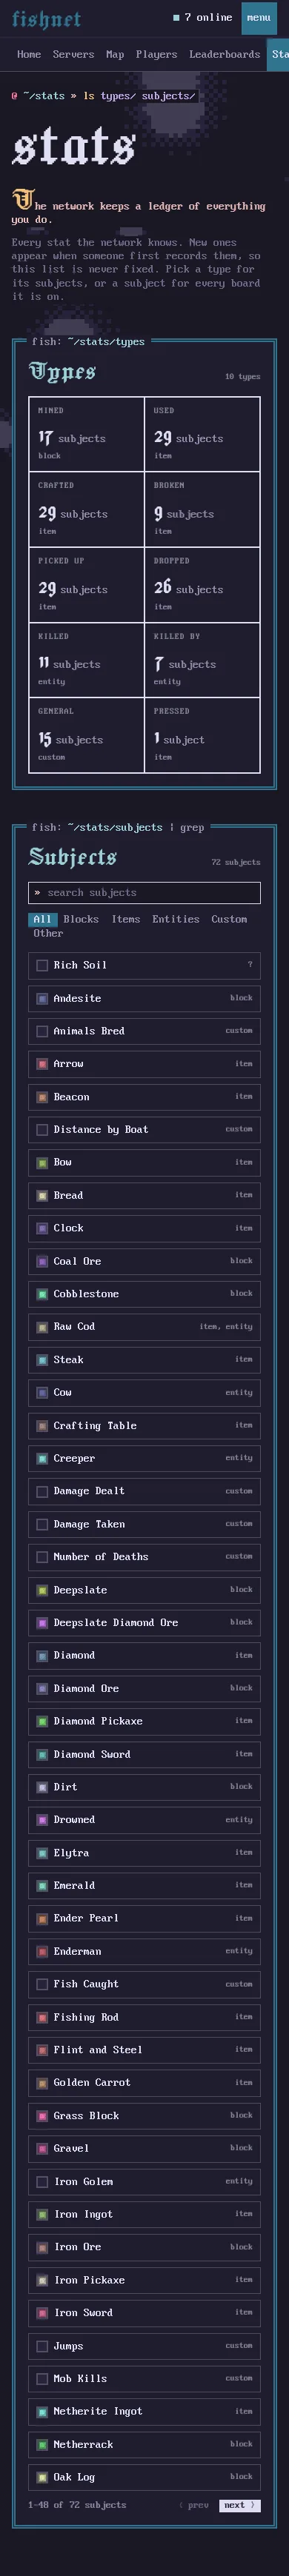 fishnet
7 online
menu
Home Servers Map Players Leaderboards Sta
@ ~/stats » ls types/ subjects/
stats
The network keeps a ledger of everything
you do.
Every stat the network knows. New ones
appear when someone first records them, so
this list is never fixed. Pick a type for
its subjects, or a subject for every board
it is on.
fish: ~/stats/types
Types
10 types
MINED
17 subjects
block
USED
29 subjects
item
CRAFTED
29 subjects
item
BROKEN
9 subjects
item
PICKED UP
29 subjects
item
DROPPED
26 subjects
item
KILLED
11 subjects
entity
KILLED BY
7 subjects
entity
GENERAL
15 subjects
custom
PRESSED
1 subject
item
fish: ~/stats/subjects | grep
Subjects
72 subjects
» search subjects
All Blocks Items Entities Custom
Other
Rich Soil ?
Andesite block
Animals Bred custom
Arrow item
Beacon item
Distance by Boat custom
Bow item
Bread item
Clock item
Coal Ore block
Cobblestone block
Raw Cod item, entity
Steak item
Cow entity
Crafting Table item
Creeper entity
Damage Dealt custom
Damage Taken custom
Number of Deaths custom
Deepslate block
Deepslate Diamond Ore block
Diamond item
Diamond Ore block
Diamond Pickaxe item
Diamond Sword item
Dirt block
Drowned entity
Elytra item
Emerald item
Ender Pearl item
Enderman entity
Fish Caught custom
Fishing Rod item
Flint and Steel item
Golden Carrot item
Grass Block block
Gravel block
Iron Golem entity
Iron Ingot item
Iron Ore block
Iron Pickaxe item
Iron Sword item
Jumps custom
Mob Kills custom
Netherite Ingot item
Netherrack block
Oak Log block
1-48 of 72 subjects ⟨ prev next ⟩